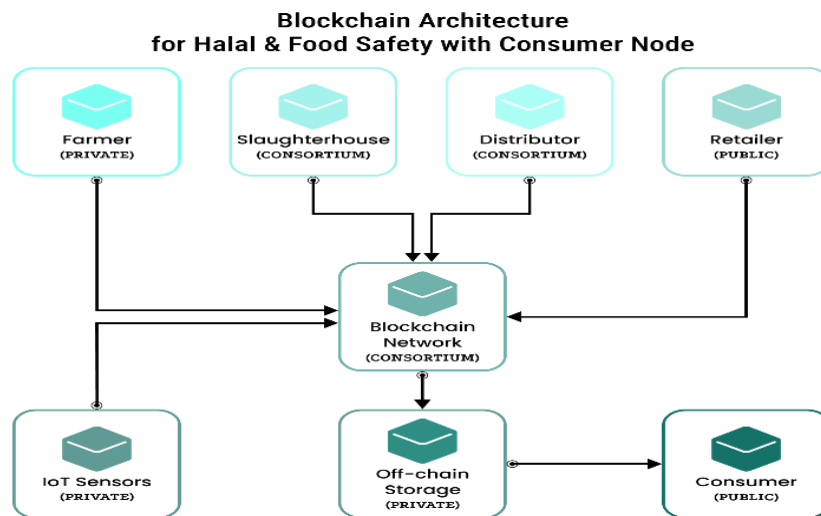 Blockchain Architecture
for Halal & Food Safety with Consumer Node
Farmer
(PRIVATE)
Slaughterhouse
(CONSORTIUM)
Distributor
(CONSORTIUM)
Retailer
(PUBLIC)
Blockchain
Network
(CONSORTIUM)
IoT Sensors
(PRIVATE)
Off-chain
Storage
(PRIVATE)
Consumer
(PUBLIC)